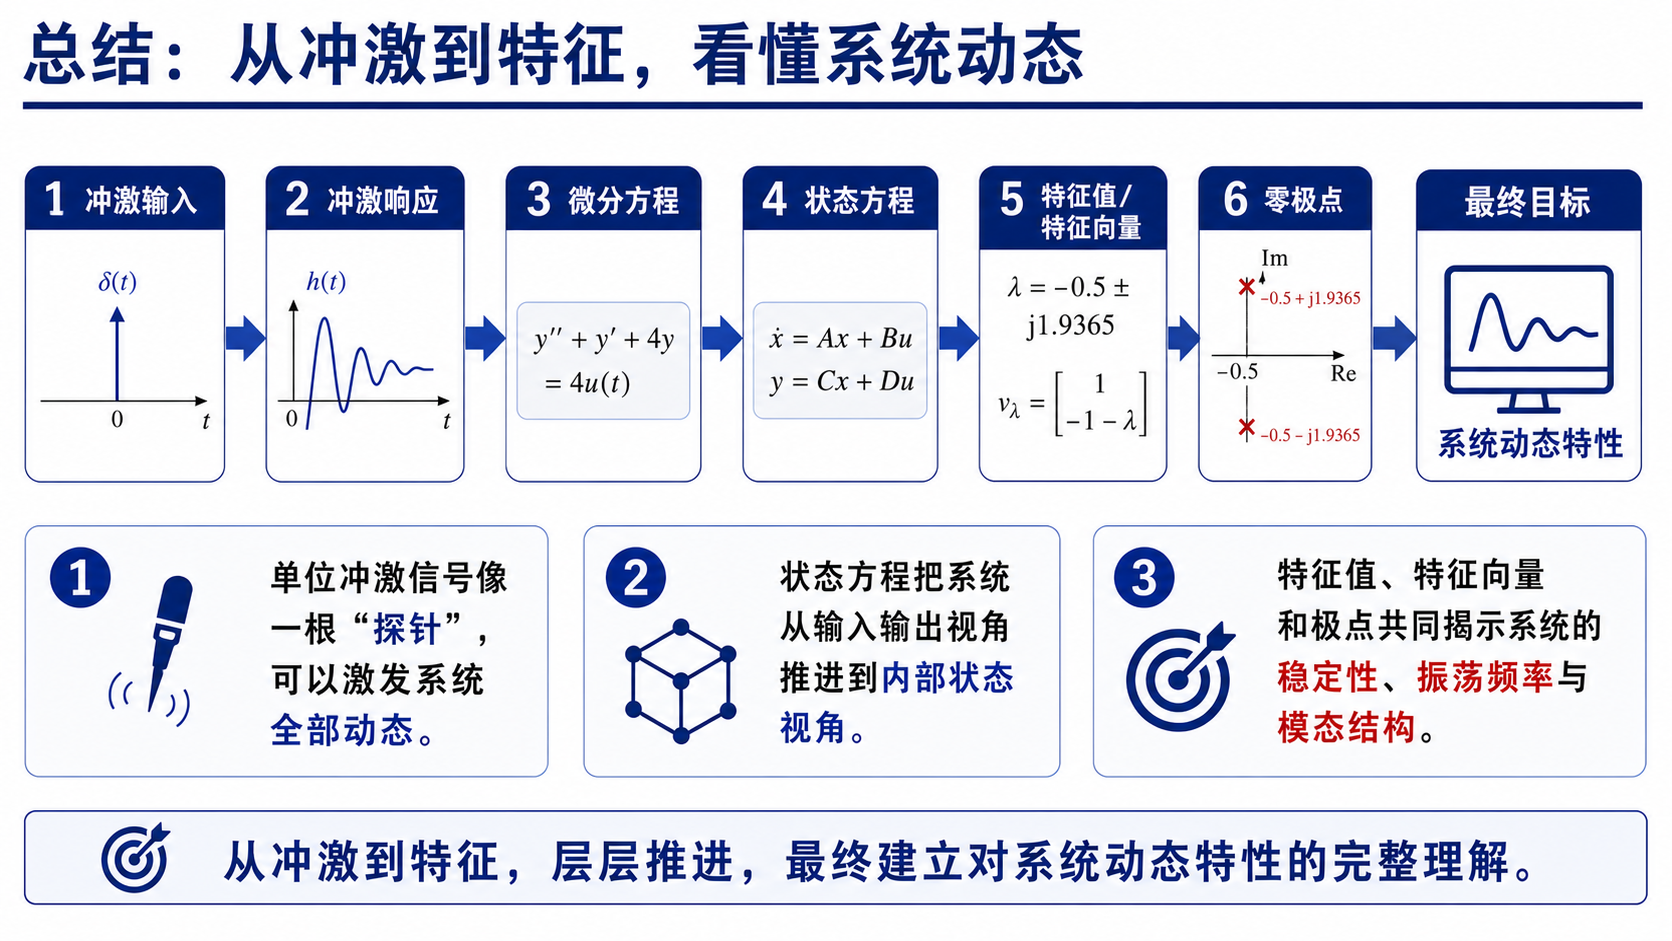 总结：从冲激到特征，看懂系统动态
1 冲激输入
δ(t)
0
t
2 冲激响应
h(t)
0
t
3 微分方程
y″ + y′ + 4y
= 4u(t)
4 状态方程
ẋ = Ax + Bu
y = Cx + Du
5 特征值/
特征向量
λ = −0.5 ±
j1.9365
v_λ = [1
−1 − λ]
6 零极点
Im
−0.5 + j1.9365
−0.5
Re
−0.5 − j1.9365
最终目标
系统动态特性
1
单位冲激信号像
一根“探针”，
可以激发系统
全部动态。
2
状态方程把系统
从输入输出视角
推进到内部状态
视角。
3
特征值、特征向量
和极点共同揭示系统的
稳定性、振荡频率与
模态结构。
从冲激到特征，层层推进，最终建立对系统动态特性的完整理解。